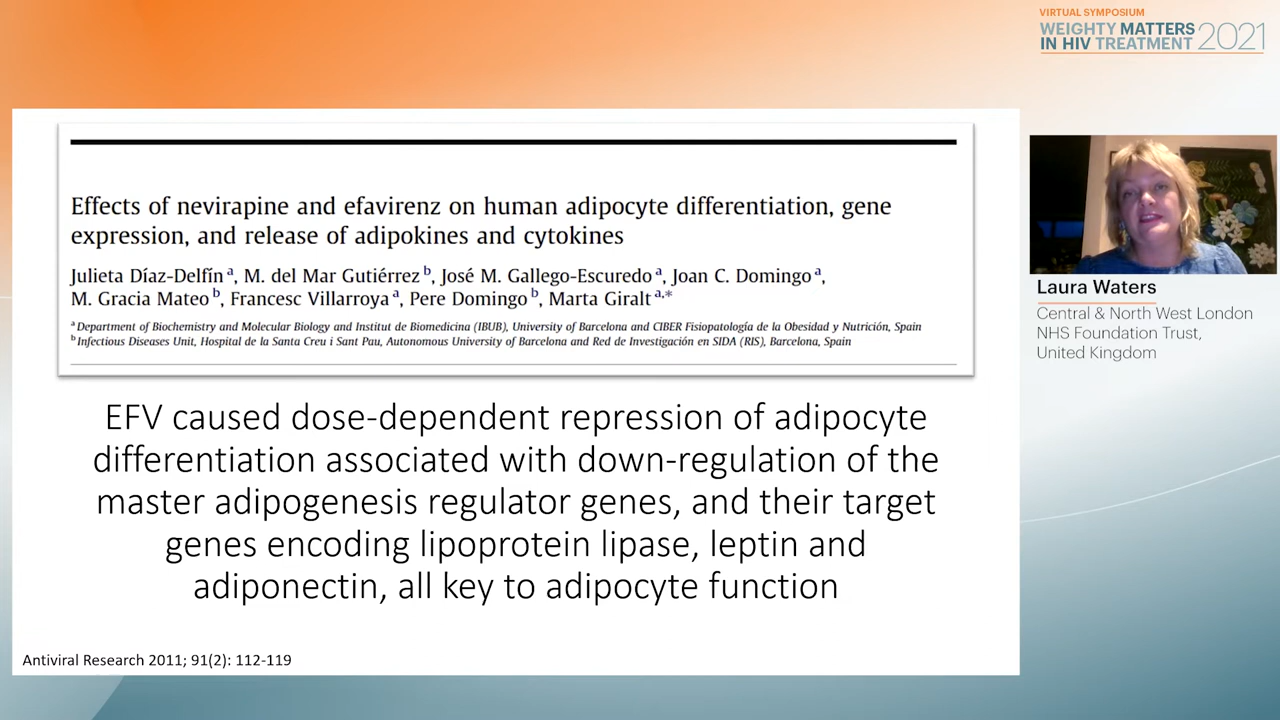 VIRTUAL SYMPOSIUM
WEIGHTY MATTERS
IN HIV TREATMENT 2021
Effects of nevirapine and efavirenz on human adipocyte differentiation, gene
expression, and release of adipokines and cytokines
Julieta Díaz-Delfín a, M. del Mar Gutiérrez b, José M. Gallego-Escuredo a, Joan C. Domingo a,
M. Gracia Mateo b, Francesc Villarroya a, Pere Domingo b, Marta Giralt a,*
a Department of Biochemistry and Molecular Biology and Institut de Biomedicina (IBUB), University of Barcelona and CIBER Fisiopatología de la Obesidad y Nutrición, Spain
b Infectious Diseases Unit, Hospital de la Santa Creu i Sant Pau, Autonomous University of Barcelona and Red de Investigación en SIDA (RIS), Barcelona, Spain
EFV caused dose-dependent repression of adipocyte
differentiation associated with down-regulation of the
master adipogenesis regulator genes, and their target
genes encoding lipoprotein lipase, leptin and
adiponectin, all key to adipocyte function
Antiviral Research 2011; 91(2): 112-119
Laura Waters
Central & North West London
NHS Foundation Trust,
United Kingdom